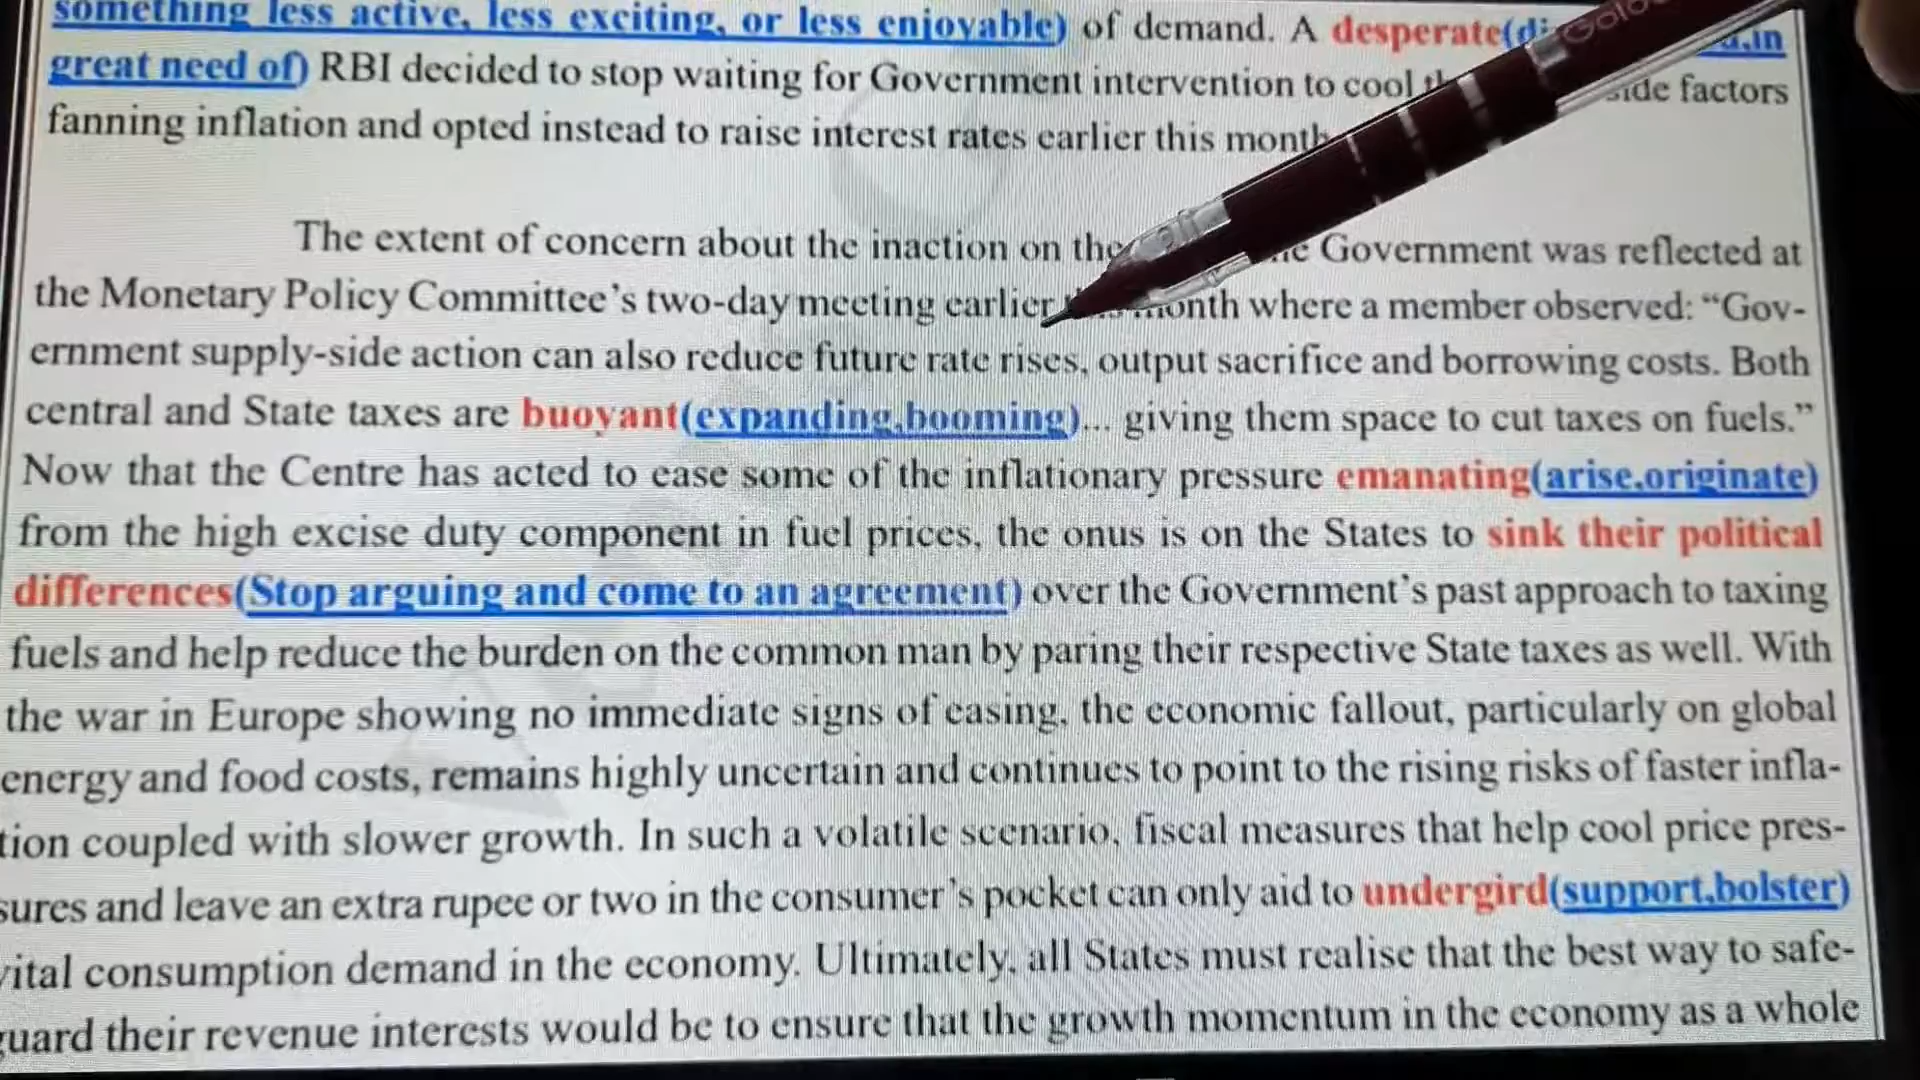 something less active, less exciting, or less enjoyable) of demand. A desperate(
great need of) RBI decided to stop waiting for Government intervention to cool factors
fanning inflation and opted instead to raise interest rates earlier this month
The extent of concern about the inaction on the Government was reflected at
the Monetary Policy Committee's two-day meeting earlier month where a member observed: “Gov-
ernment supply-side action can also reduce future rate rises, output sacrifice and borrowing costs. Both
central and State taxes are buoyant(expanding,booming)... giving them space to cut taxes on fuels.”
Now that the Centre has acted to ease some of the inflationary pressure emanating(arise,originate)
from the high excise duty component in fuel prices, the onus is on the States to sink their political
differences(Stop arguing and come to an agreement) over the Government's past approach to taxing
fuels and help reduce the burden on the common man by paring their respective State taxes as well. With
the war in Europe showing no immediate signs of easing, the economic fallout, particularly on global
energy and food costs, remains highly uncertain and continues to point to the rising risks of faster infla-
tion coupled with slower growth. In such a volatile scenario, fiscal measures that help cool price pres-
sures and leave an extra rupee or two in the consumer's pocket can only aid to undergird(support,bolster)
vital consumption demand in the economy. Ultimately, all States must realise that the best way to safe-
guard their revenue interests would be to ensure that the growth momentum in the economy as a whole